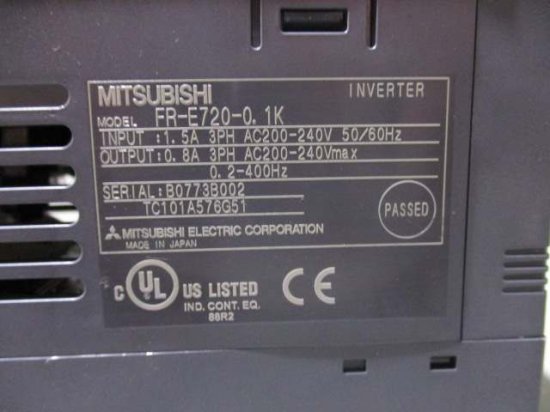 MITSUBISHI INVERTER
MODEL FR-E720-0.1K
INPUT :1.5A 3PH AC200-240V 50/60Hz
OUTPUT:0.8A 3PH AC200-240Vmax
0.2-400Hz
SERIAL:B0773B002
TC101A576G51
PASSED
MITSUBISHI ELECTRIC CORPORATION
MADE IN JAPAN
C UL US LISTED CE
IND. CONT. EQ.
88R2